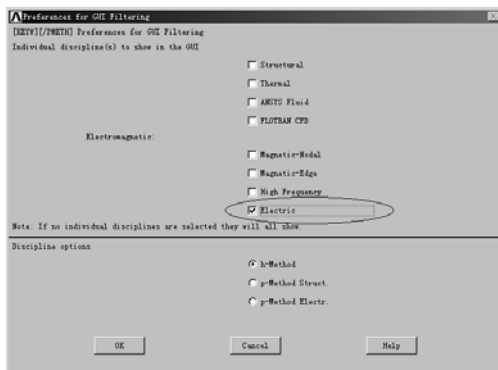 Preferences for GUI Filtering
[KEYW][/PMETH] Preferences for GUI Filtering
Individual discipline(s) to show in the GUI
Structural
Thermal
ANSYS Fluid
FLOTRAN CFD
Electromagnetic:
Magnetic-Nodal
Magnetic-Edge
High Frequency
Electric
Note: If no individual disciplines are selected they will all show.
Discipline options
h-Method
p-Method Struct.
p-Method Electr.
OK Cancel Help